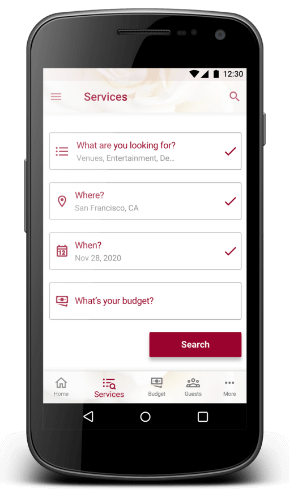 12:30
Services
What are you looking for?
Venues, Entertainment, De...
Where?
San Francisco, CA
12
When?
Nov 28, 2020
What's your budget?
Search
Home
Services
Budget
Guests
More